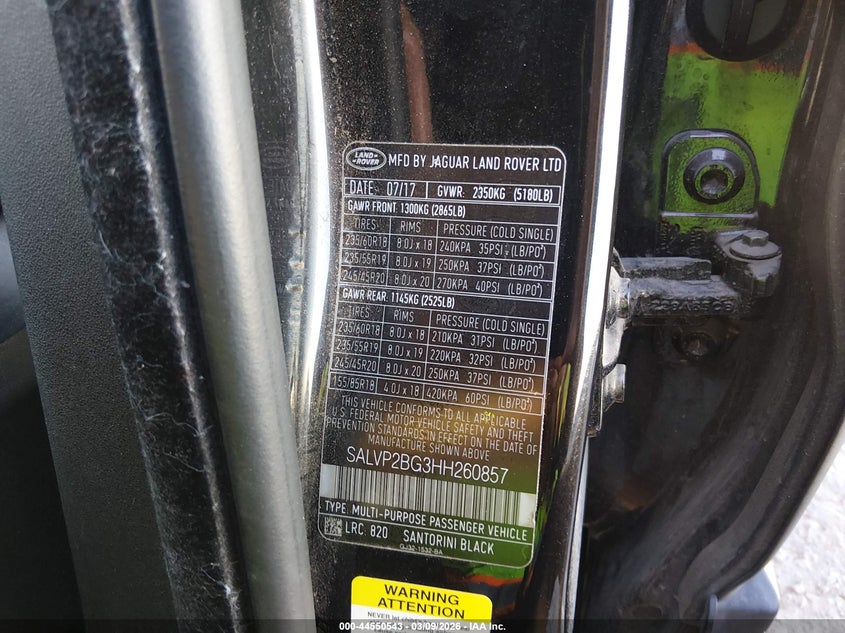 LAND ROVER
MFD BY JAGUAR LAND ROVER LTD
DATE: 07/17 GVWR: 2350KG (5180LB)
GAWR FRONT: 1300KG (2865LB)
TIRES RIMS PRESSURE (COLD SINGLE)
235/60R18 8.0J x 18 240KPA 35PSI (LB/PO²)
235/55R19 8.0J x 19 250KPA 37PSI (LB/PO²)
245/45R20 8.0J x 20 270KPA 40PSI (LB/PO²)
GAWR REAR: 1145KG (2525LB)
TIRES RIMS PRESSURE (COLD SINGLE)
235/60R18 8.0J x 18 210KPA 31PSI (LB/PO²)
235/55R19 8.0J x 19 220KPA 32PSI (LB/PO²)
245/45R20 8.0J x 20 250KPA 37PSI (LB/PO²)
155/85R18 4.0J x 18 420KPA 60PSI (LB/PO²)
THIS VEHICLE CONFORMS TO ALL APPLICABLE
U.S. FEDERAL MOTOR VEHICLE SAFETY AND THEFT
PREVENTION STANDARDS IN EFFECT ON THE DATE OF
MANUFACTURE SHOWN ABOVE
SALVP2BG3HH260857
TYPE: MULTI-PURPOSE PASSENGER VEHICLE
LRC: 820 SANTORINI BLACK
GJ32-1532-BA
WARNING
ATTENTION
000-44550543 - 03/09/2026 - IAA Inc.